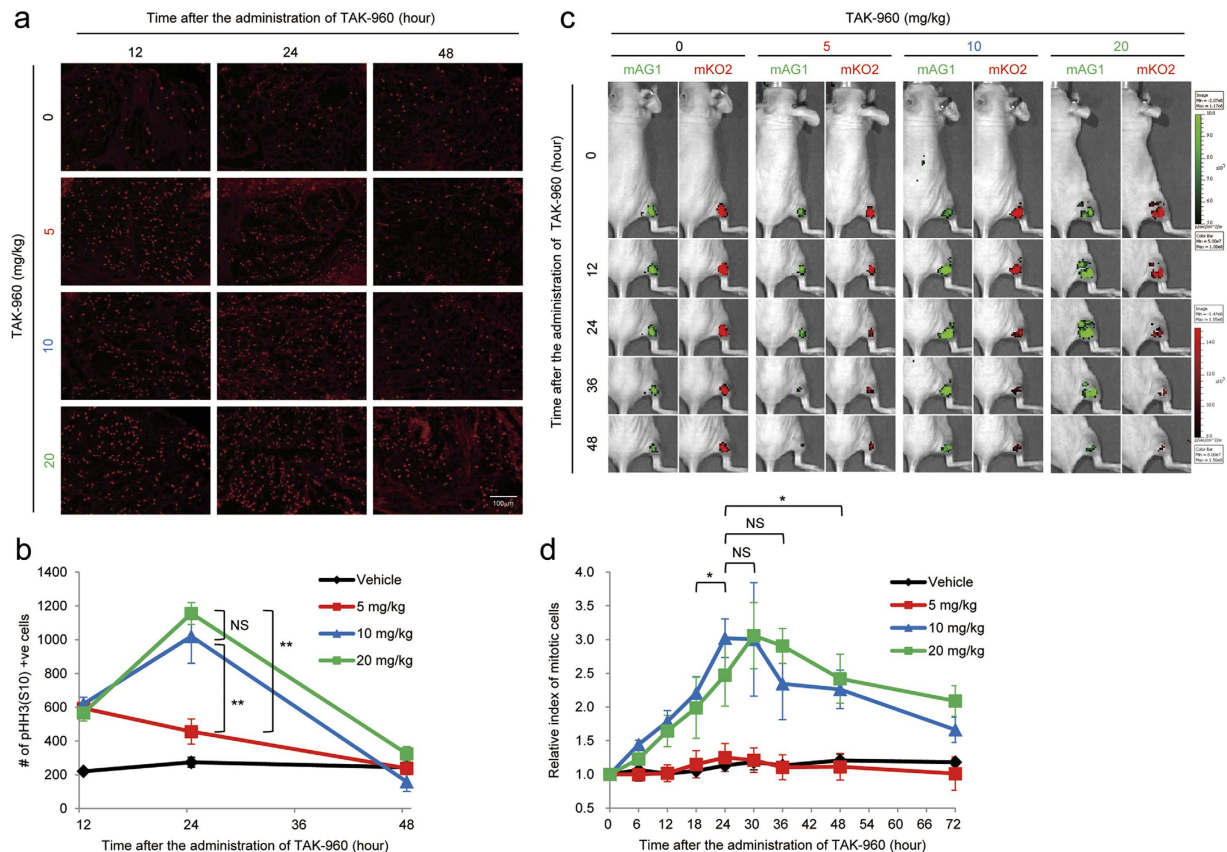 a
Time after the administration of TAK-960 (hour)
12 24 48
TAK-960 (mg/kg)
0
5
10
20
100μm
b
1400
1200
1000
800
600
400
200
0
12 24 36 48
# of pHH3(S10) +ve cells
Time after the administration of TAK-960 (hour)
Vehicle
5 mg/kg
10 mg/kg
20 mg/kg
NS
**
**
c
TAK-960 (mg/kg)
0 5 10 20
mAG1 mKO2 mAG1 mKO2 mAG1 mKO2 mAG1 mKO2
Time after the administration of TAK-960 (hour)
0
12
24
36
48
Image
Color Bar
Image
Color Bar
d
4.0
3.5
3.0
2.5
2.0
1.5
1.0
0.5
0 6 12 18 24 30 36 42 48 54 60 66 72
Relative index of mitotic cells
Time after the administration of TAK-960 (hour)
*
NS
NS
*
Vehicle
5 mg/kg
10 mg/kg
20 mg/kg